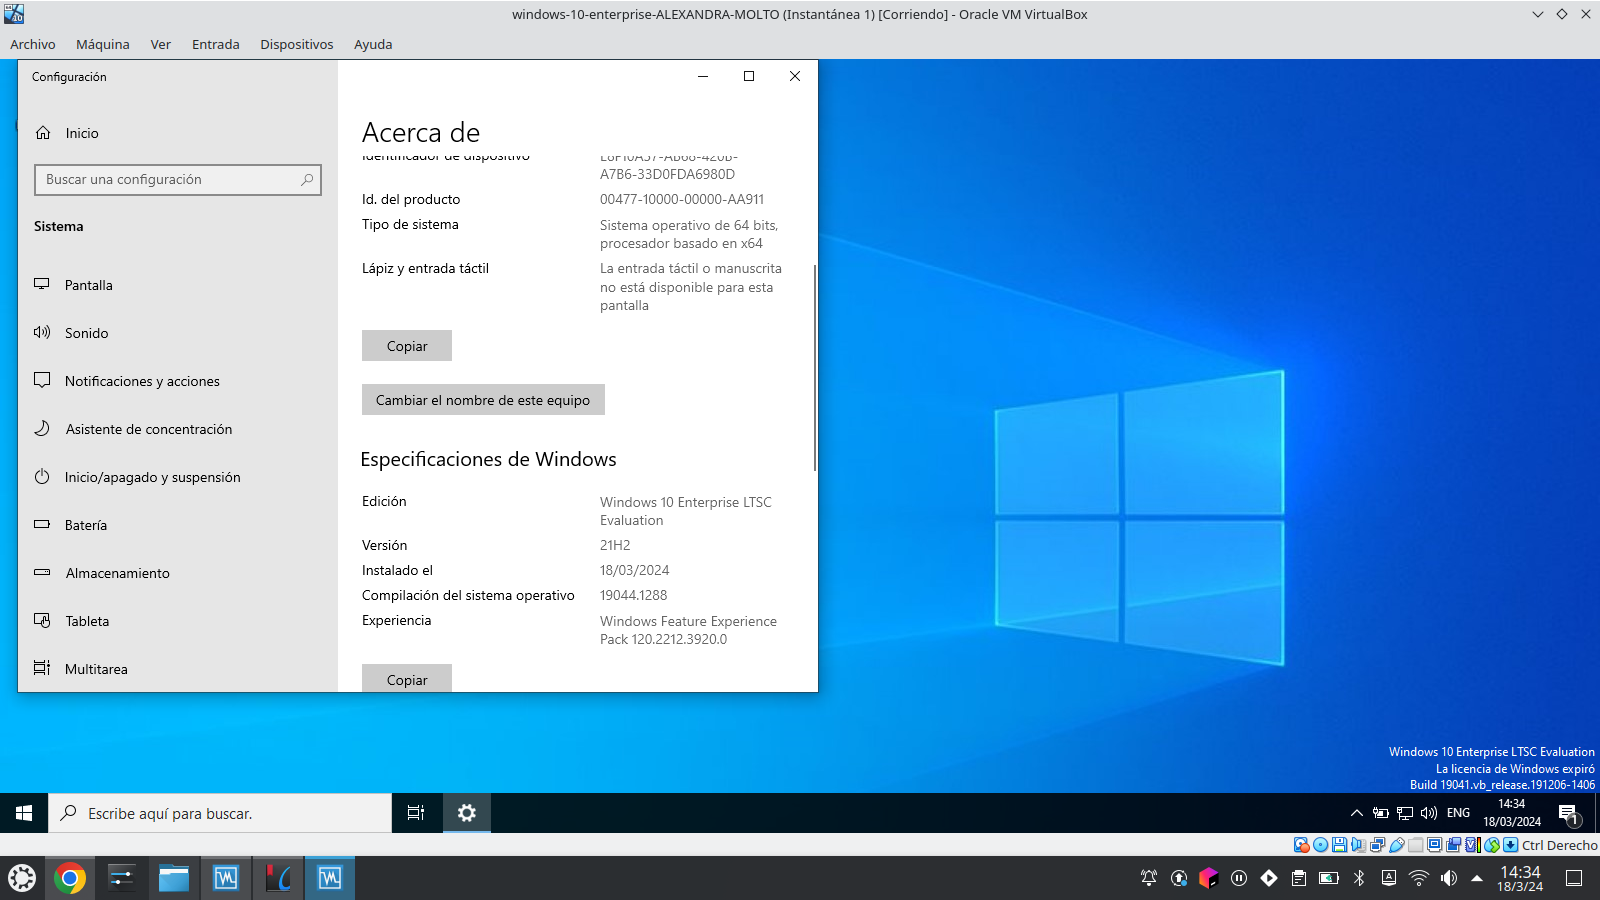 windows-10-enterprise-ALEXANDRA-MOLTO (Instantánea 1) [Corriendo] - Oracle VM VirtualBox
Archivo Máquina Ver Entrada Dispositivos Ayuda
Configuración
Inicio
Buscar una configuración
Sistema
Pantalla
Sonido
Notificaciones y acciones
Asistente de concentración
Inicio/apagado y suspensión
Batería
Almacenamiento
Tableta
Multitarea
Acerca de
Identificador de dispositivo
A7B6-33D0FDA6980D
Id. del producto 00477-10000-00000-AA911
Tipo de sistema Sistema operativo de 64 bits,
procesador basado en x64
Lápiz y entrada táctil La entrada táctil o manuscrita
no está disponible para esta
pantalla
Copiar
Cambiar el nombre de este equipo
Especificaciones de Windows
Edición Windows 10 Enterprise LTSC
Evaluation
Versión 21H2
Instalado el 18/03/2024
Compilación del sistema operativo 19044.1288
Experiencia Windows Feature Experience
Pack 120.2212.3920.0
Copiar
Windows 10 Enterprise LTSC Evaluation
La licencia de Windows expiró
Build 19041.vb_release.191206-1406
Escribe aquí para buscar.
ENG
14:34
18/03/2024
1
Ctrl Derecho
14:34
18/3/24